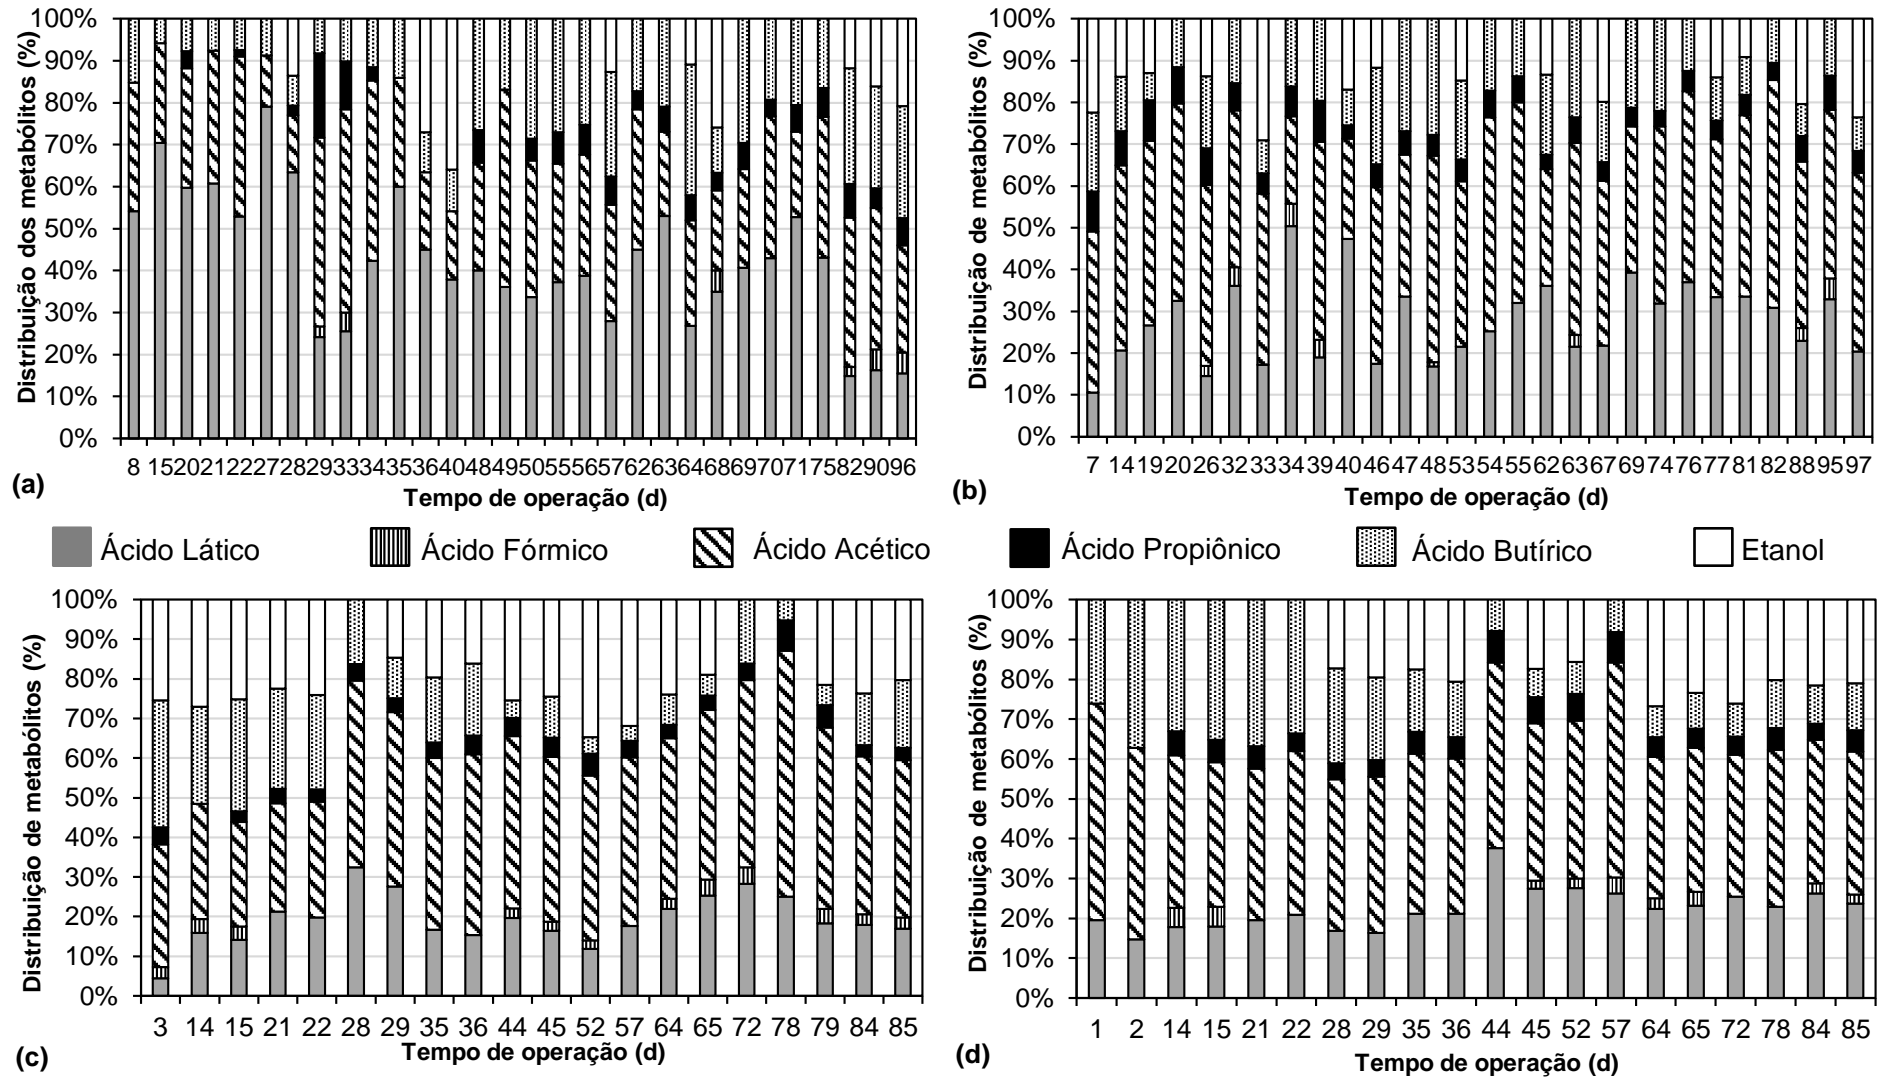 Distribuição dos metabólitos (%)
100%
90%
80%
70%
60%
50%
40%
30%
20%
10%
0%
8 15 20 21 22 27 28 29 33 34 35 36 40 48 49 50 55 56 57 62 63 64 68 69 70 71 75 82 90 96
(a)
Tempo de operação (d)
Distribuição de metabólitos (%)
100%
90%
80%
70%
60%
50%
40%
30%
20%
10%
0%
7 14 19 20 26 32 33 34 39 40 46 47 48 53 54 55 62 63 67 69 74 76 77 81 82 88 95 97
(b)
Tempo de operação (d)
Ácido Lático Ácido Fórmico Ácido Acético Ácido Propiônico Ácido Butírico Etanol
Distribuição de metabólitos (%)
100%
90%
80%
70%
60%
50%
40%
30%
20%
10%
0%
3 14 15 21 22 28 29 35 36 44 45 52 57 64 65 72 78 79 84 85
(c)
Tempo de operação (d)
Distribuição de metabólitos (%)
100%
90%
80%
70%
60%
50%
40%
30%
20%
10%
0%
1 2 14 15 21 22 28 29 35 36 44 45 52 57 64 65 72 78 84 85
(d)
Tempo de operação (d)